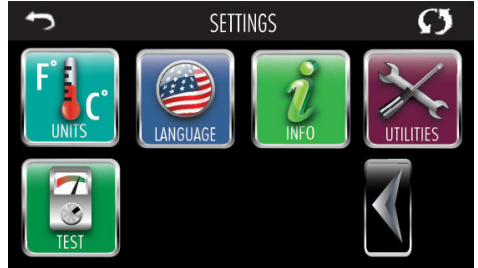 SETTINGS
F°
C°
UNITS
LANGUAGE
i
INFO
UTILITIES
TEST